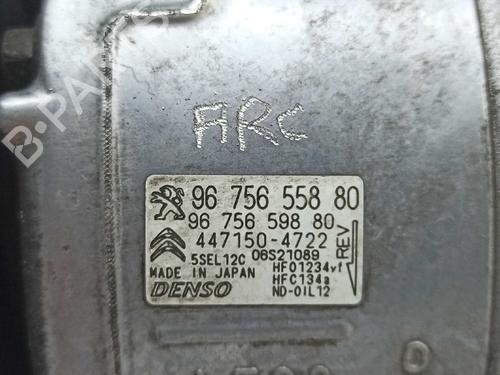 B-PARTS
ARC
96 756 558 80
96 756 598 80
447150-4722
REV
5SEL12C 06S21089
MADE IN JAPAN
HFO1234yf
HFC134a
DENSO
ND-OIL12